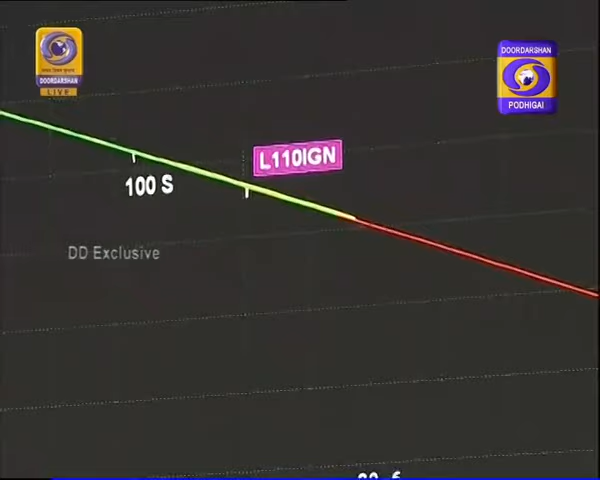 DOORDARSHAN
LIVE
DOORDARSHAN
PODHIGAI
L110IGN
100 S
DD Exclusive